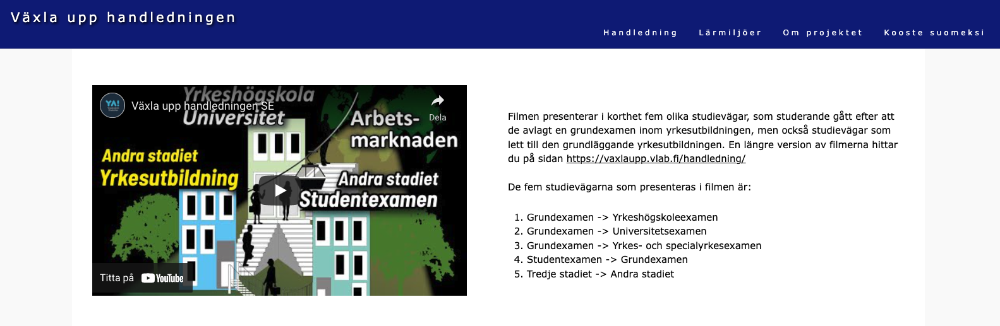 Växla upp handledningen
Handledning Lärmiljöer Om projektet Kooste suomeksi
YA!
Växla upp handledningen SE
Dela
Yrkeshögskola
Universitet
Arbets-
marknaden
Andra stadiet
Yrkesutbildning
Andra stadiet
Studentexamen
Titta på YouTube
Filmen presenterar i korthet fem olika studievägar, som studerande gått efter att
de avlagt en grundexamen inom yrkesutbildningen, men också studievägar som
lett till den grundläggande yrkesutbildningen. En längre version av filmerna hittar
du på sidan https://vaxlaupp.vlab.fi/handledning/
De fem studievägarna som presenteras i filmen är:
1. Grundexamen -> Yrkeshögskoleexamen
2. Grundexamen -> Universitetsexamen
3. Grundexamen -> Yrkes- och specialyrkesexamen
4. Studentexamen -> Grundexamen
5. Tredje stadiet -> Andra stadiet